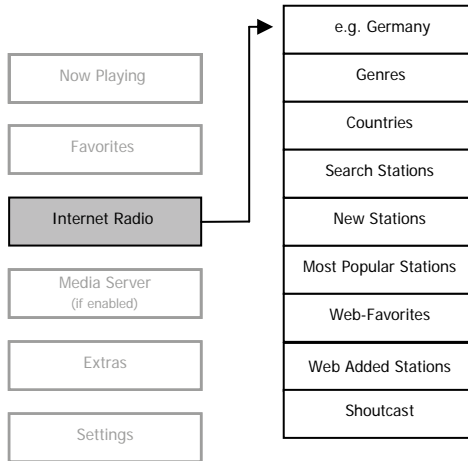 Now Playing
Favorites
Internet Radio
Media Server
(if enabled)
Extras
Settings
e.g. Germany
Genres
Countries
Search Stations
New Stations
Most Popular Stations
Web-Favorites
Web Added Stations
Shoutcast